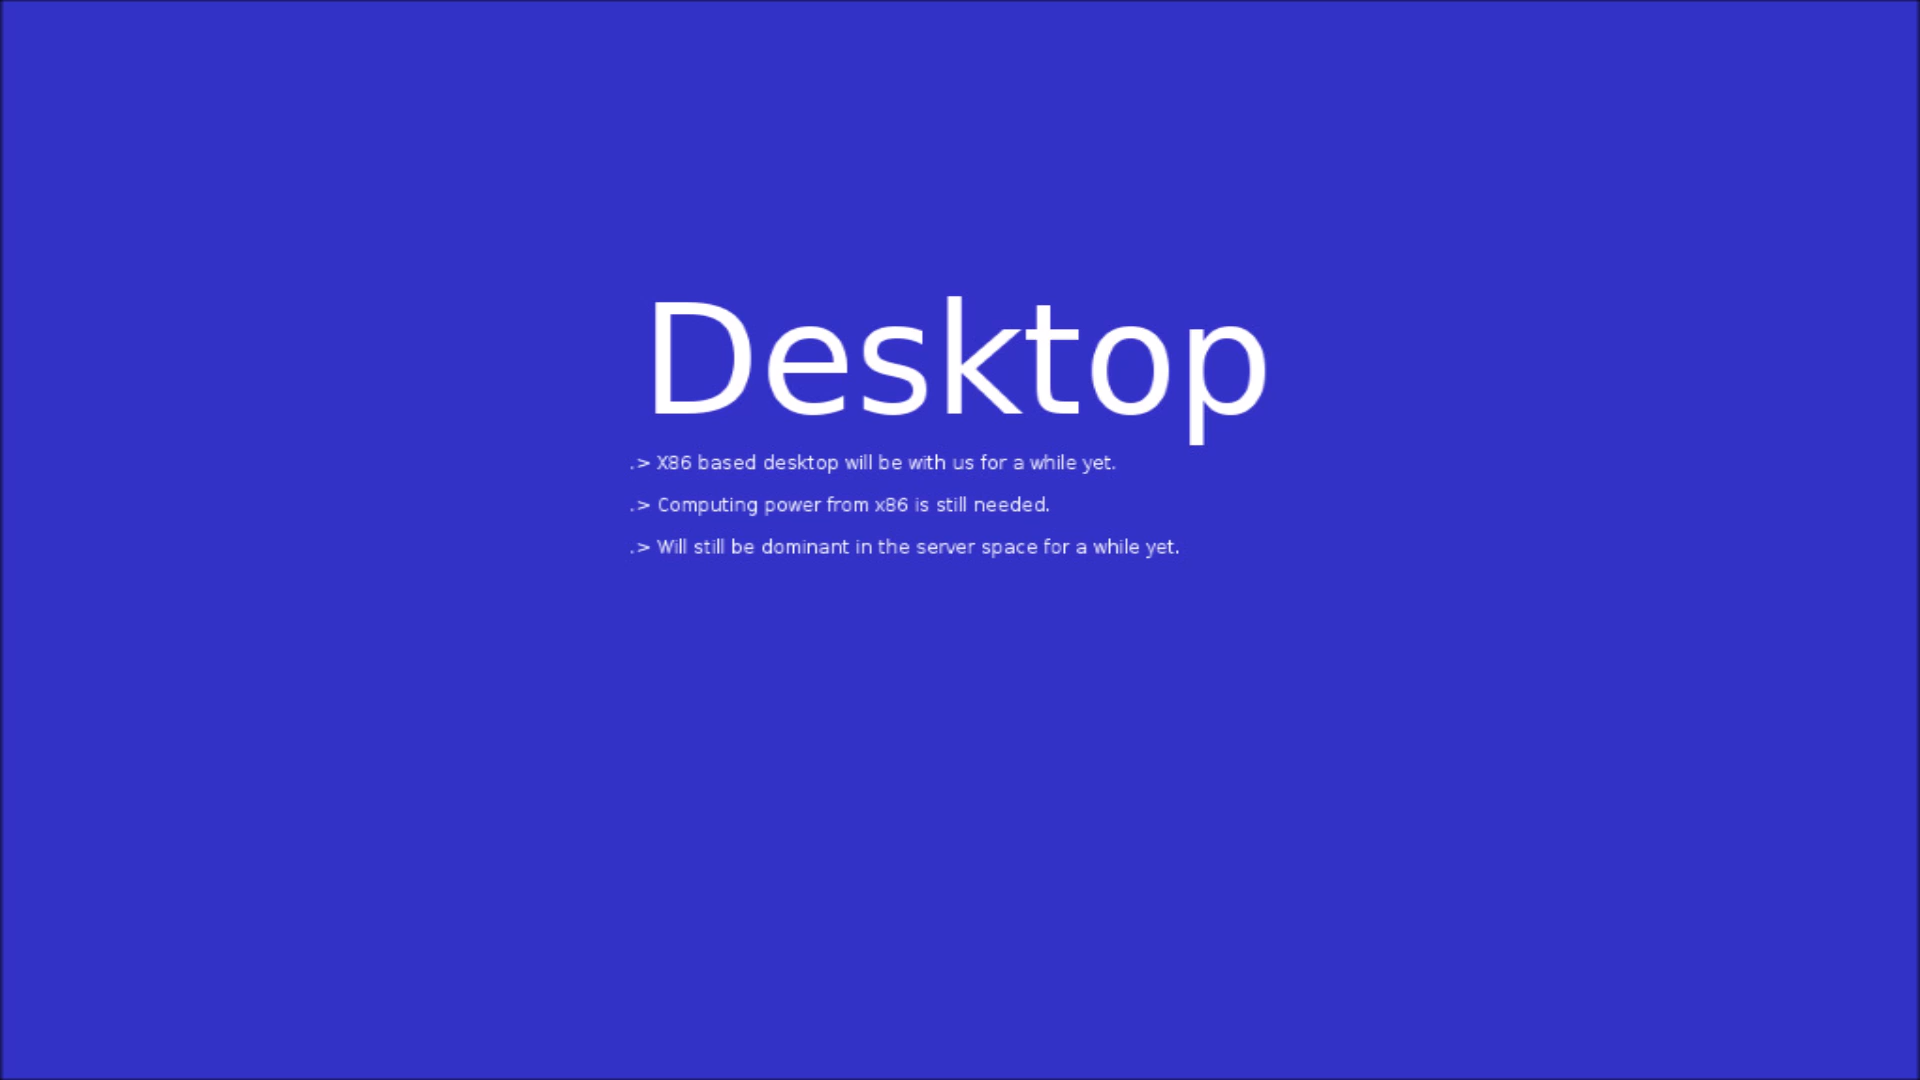 Desktop
.> X86 based desktop will be with us for a while yet.
.> Computing power from x86 is still needed.
.> Will still be dominant in the server space for a while yet.